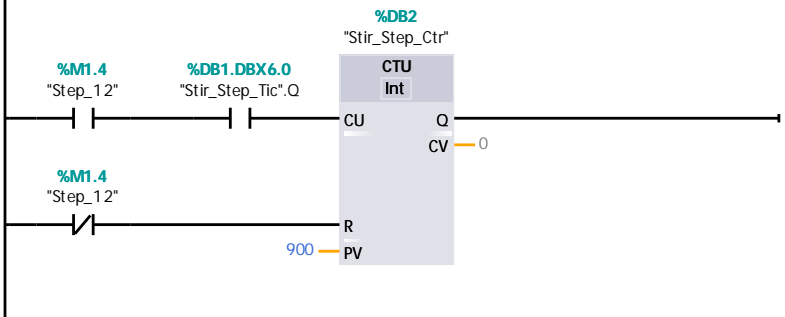 %DB2
"Stir_Step_Ctr"
%M1.4
"Step_12"
%DB1.DBX6.0
"Stir_Step_Tic".Q
CTU
Int
CU
Q
CV
0
%M1.4
"Step_12"
R
900
PV